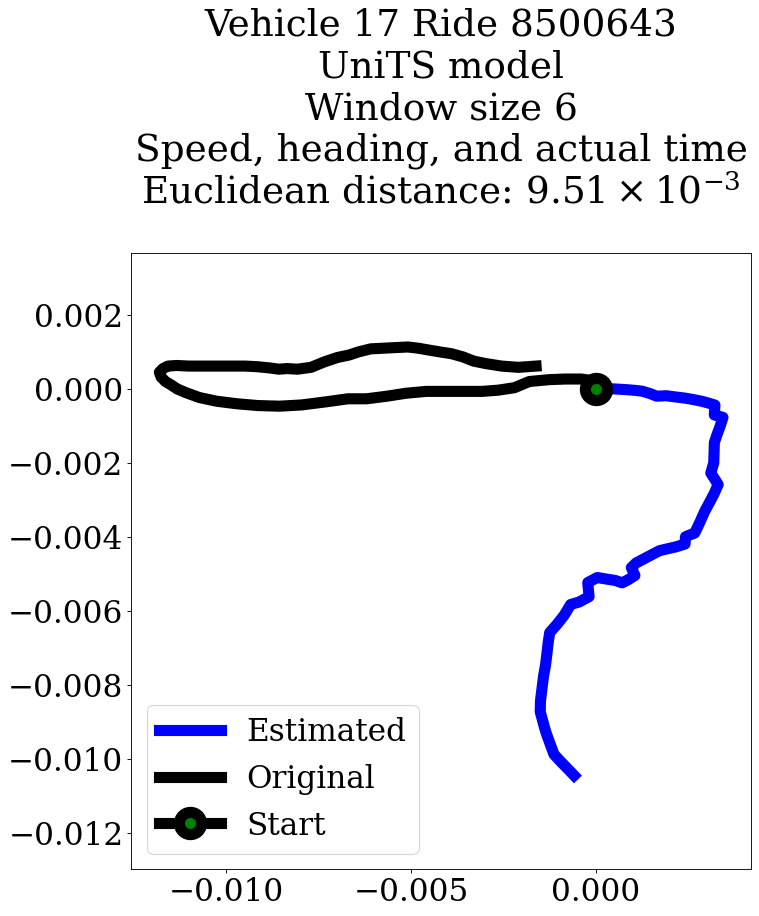 Vehicle 17 Ride 8500643
UniTS model
Window size 6
Speed, heading, and actual time
Euclidean distance: 9.51 × 10⁻³
0.002
0.000
−0.002
−0.004
−0.006
−0.008
−0.010
−0.012
Estimated
Original
Start
−0.010
−0.005
0.000